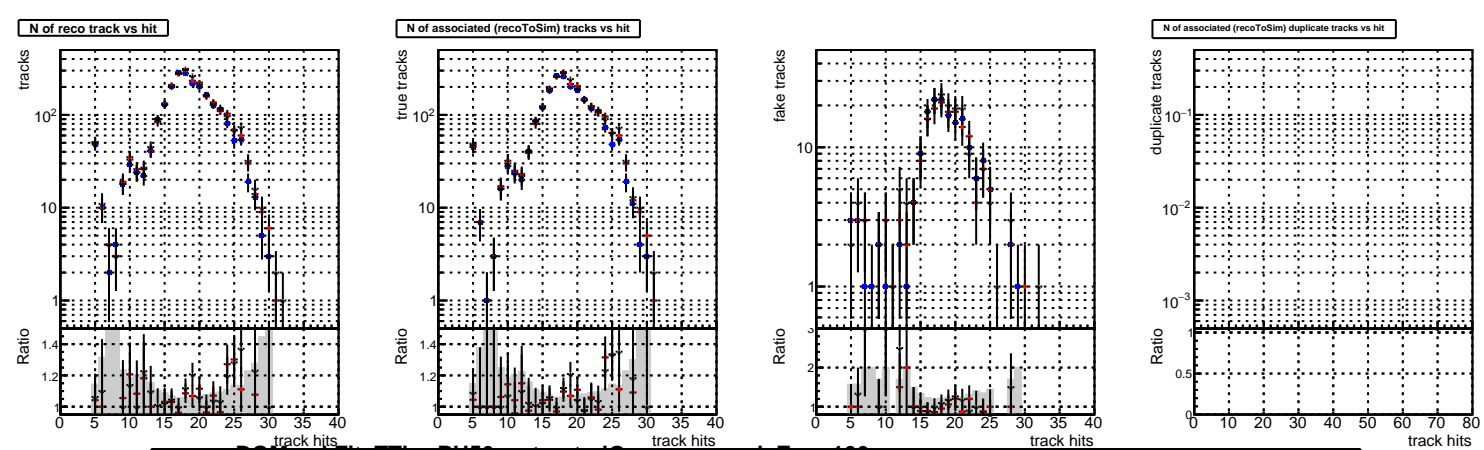 N of reco track vs hit
N of associated (recoToSim) tracks vs hit
N of associated (recoToSim) duplicate tracks vs hit
tracks
10²
10
1
Ratio
1.4
1.2
1
0 5 10 15 20 25 30 35 40
track hits
true tracks
10²
10
1
Ratio
1.4
1.2
1
0 5 10 15 20 25 30 35 40
track hits
fake tracks
10
1
Ratio
2
1
0 5 10 15 20 25 30 35 40
track hits
duplicate tracks
10⁻¹
10⁻²
10⁻³
Ratio
1
0.5
0
0 10 20 30 40 50 60 70 80
track hits